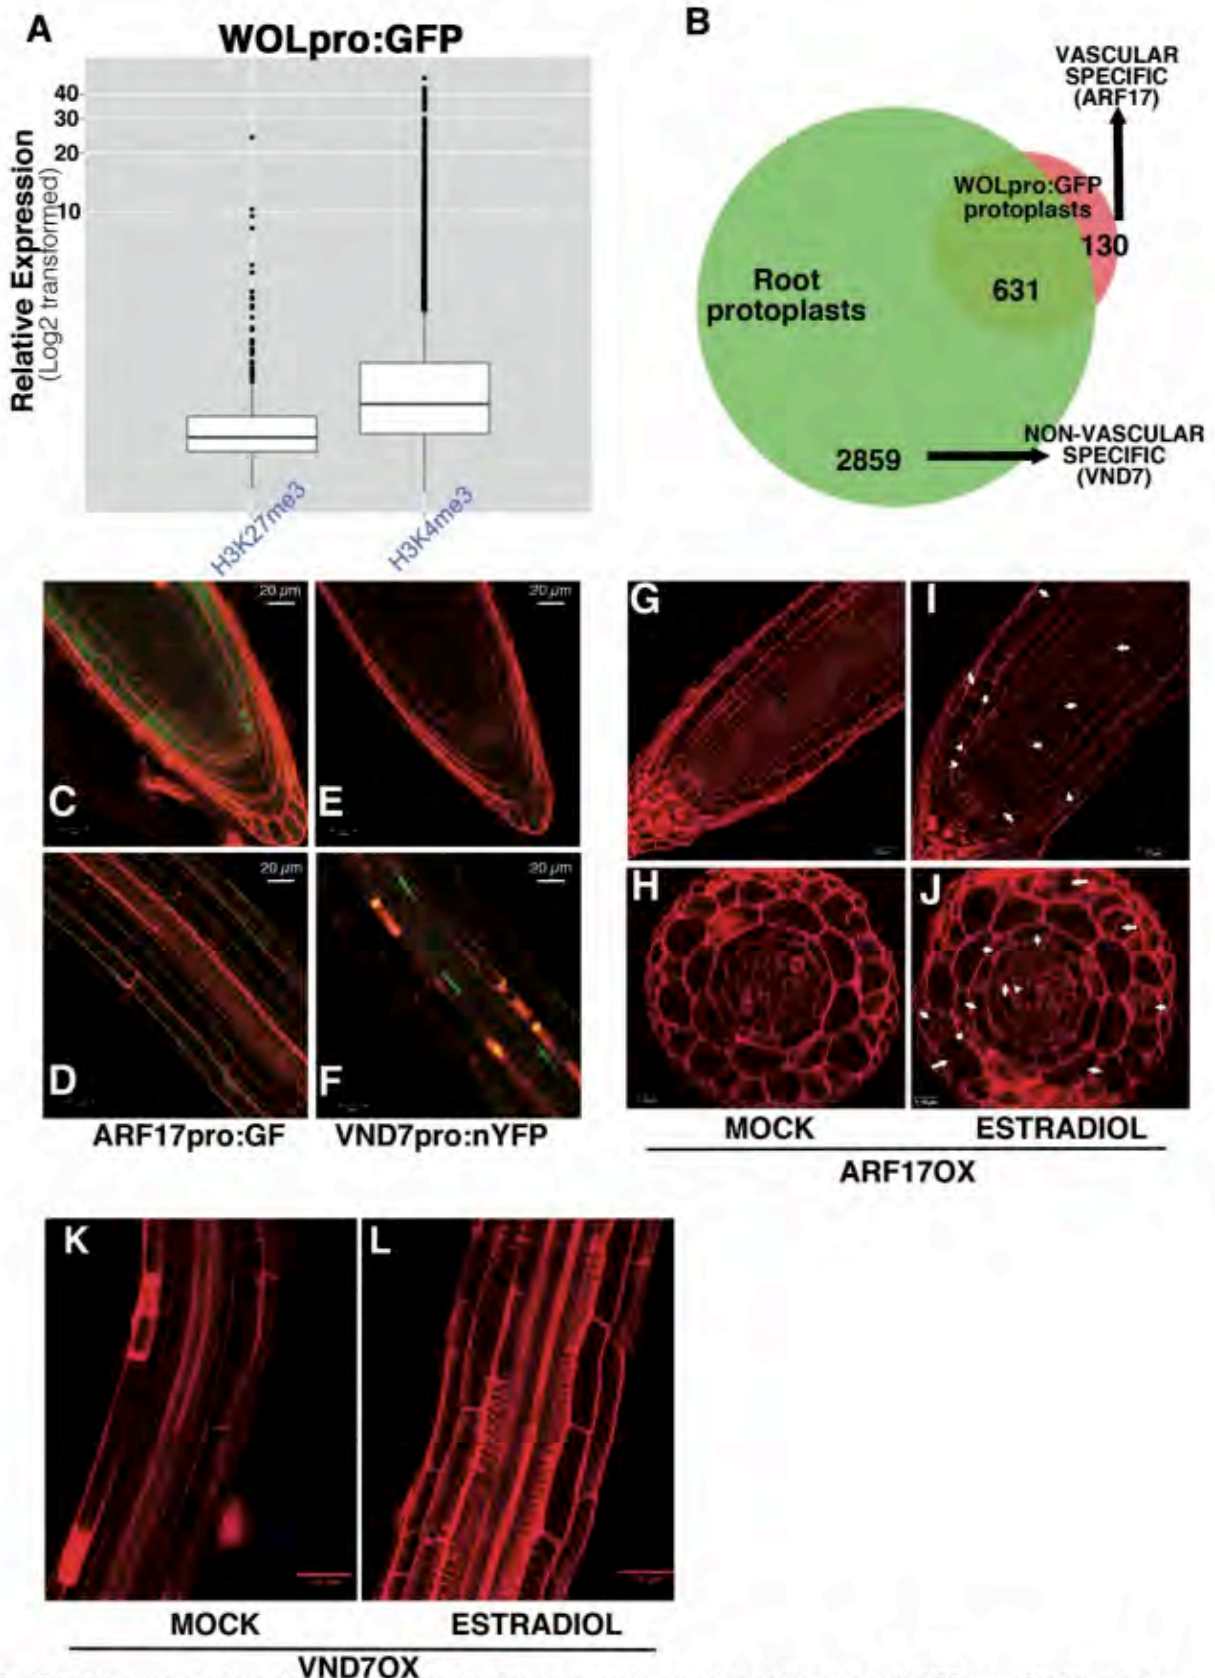 A
WOLpro:GFP
Relative Expression
(Log2 transformed)
40
30
20
10
H3K27me3
H3K4me3
B
VASCULAR
SPECIFIC
(ARF17)
WOLpro:GFP
protoplasts
130
631
Root
protoplasts
2859
NON-VASCULAR
SPECIFIC
(VND7)
20 µm
C
20 µm
E
20 µm
D
20 µm
F
ARF17pro:GF
VND7pro:nYFP
G
I
H
J
MOCK
ESTRADIOL
ARF17OX
K
L
MOCK
ESTRADIOL
VND7OX